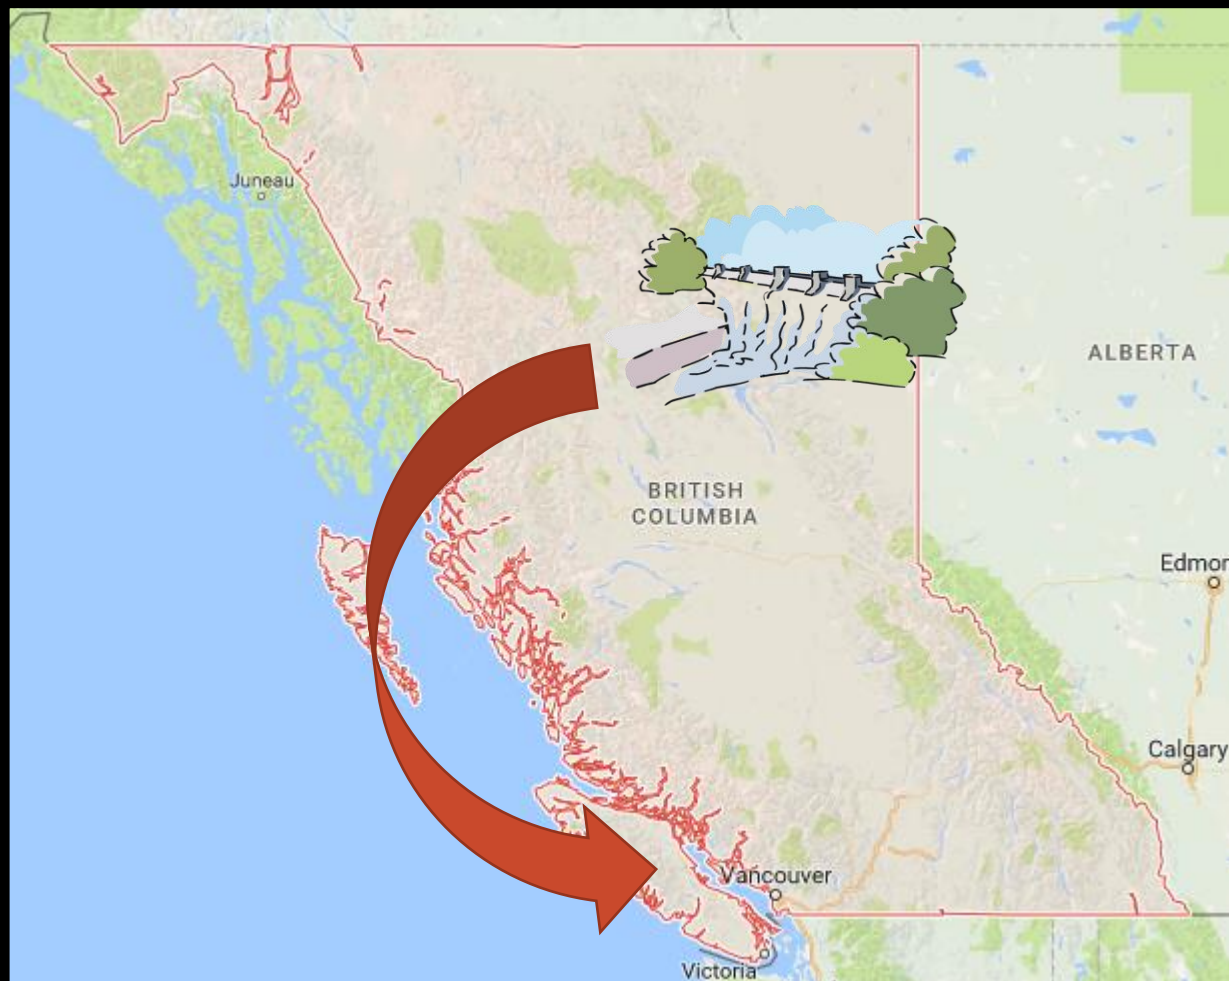 Juneau
ALBERTA
BRITISH
COLUMBIA
Edmon
Calgary
Vancouver
Victoria